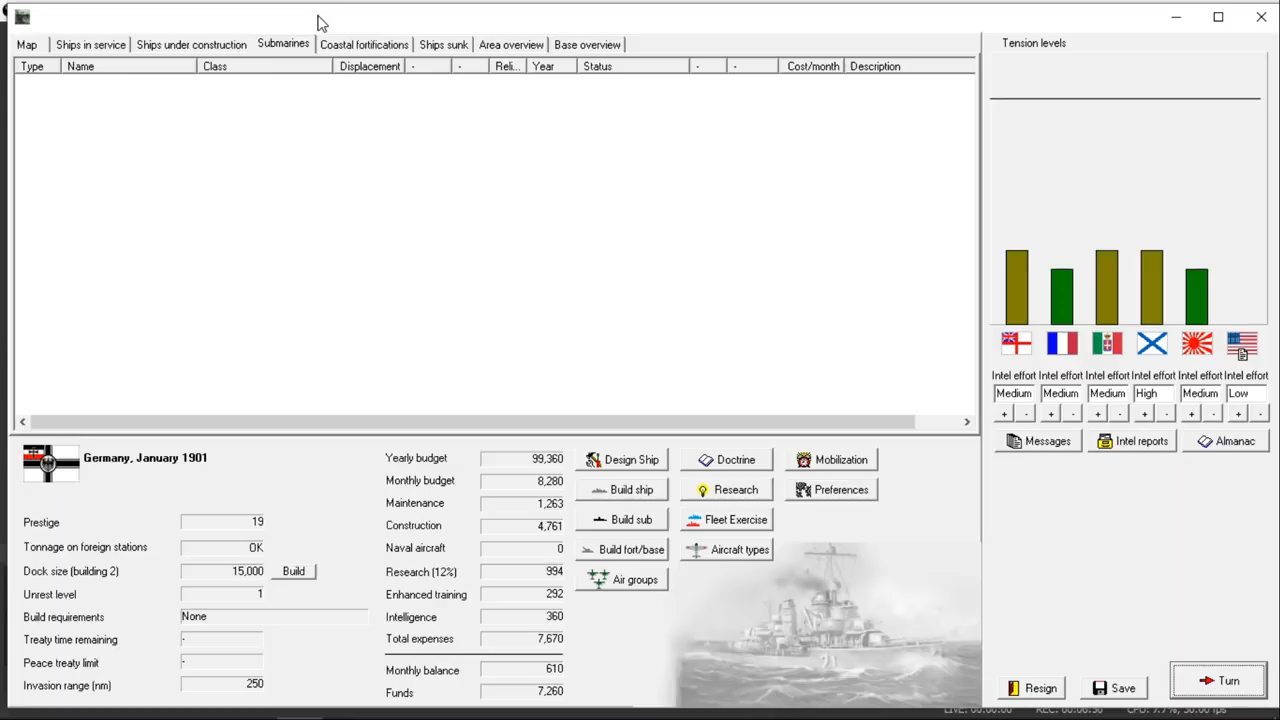 Map Ships in service Ships under construction Submarines Coastal fortifications Ships sunk Area overview Base overview
Type Name Class Displacement - - Reli... Year Status - - Cost/month Description
Tension levels
Intel effort Intel effort Intel effort Intel effort Intel effort Intel effort
Medium Medium Medium High Medium Low
+ - + - + - + - + - + -
Messages Intel reports Almanac
Germany, January 1901
Prestige 19
Tonnage on foreign stations OK
Dock size (building 2) 15,000 Build
Unrest level 1
Build requirements None
Treaty time remaining -
Peace treaty limit -
Invasion range (nm) 250
Yearly budget 99,360
Monthly budget 8,280
Maintenance 1,263
Construction 4,761
Naval aircraft 0
Research (12%) 994
Enhanced training 292
Intelligence 360
Total expenses 7,670
Monthly balance 610
Funds 7,260
Design Ship Doctrine Mobilization
Build ship Research Preferences
Build sub Fleet Exercise
Build fort/base Aircraft types
Air groups
Resign Save Turn